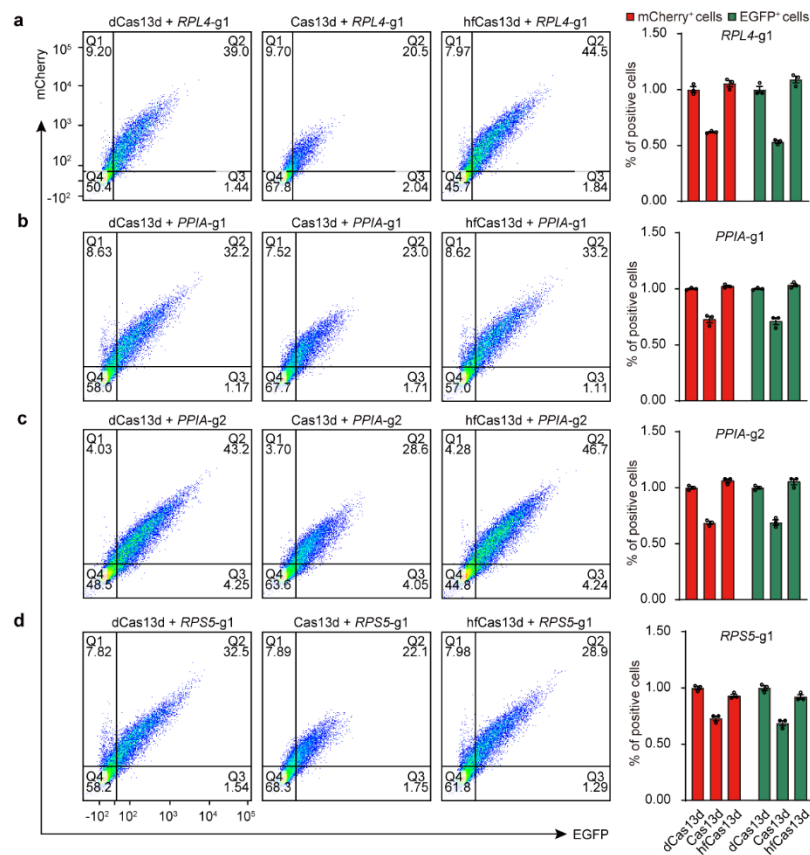 ■ mCherry⁺ cells ■ EGFP⁺ cells
a
dCas13d + RPL4-g1
Cas13d + RPL4-g1
hfCas13d + RPL4-g1
RPL4-g1
mCherry
10⁵
10⁴
10³
10²
0
-10²
Q1
9.20
Q2
39.0
Q4
50.4
Q3
1.44
Q1
9.70
Q2
20.5
Q4
67.8
Q3
2.04
Q1
7.97
Q2
44.5
Q4
45.7
Q3
1.84
% of positive cells
1.50
1.00
0.50
1.00
b
dCas13d + PPIA-g1
Cas13d + PPIA-g1
hfCas13d + PPIA-g1
PPIA-g1
Q1
8.63
Q2
32.2
Q4
58.0
Q3
1.17
Q1
7.52
Q2
23.0
Q4
67.7
Q3
1.71
Q1
8.62
Q2
33.2
Q4
57.0
Q3
1.11
% of positive cells
1.50
1.00
0.50
1.00
c
dCas13d + PPIA-g2
Cas13d + PPIA-g2
hfCas13d + PPIA-g2
PPIA-g2
Q1
4.03
Q2
43.2
Q4
48.5
Q3
4.25
Q1
3.70
Q2
28.6
Q4
63.6
Q3
4.05
Q1
4.28
Q2
46.7
Q4
44.8
Q3
4.24
% of positive cells
1.50
1.00
0.50
1.00
d
dCas13d + RPS5-g1
Cas13d + RPS5-g1
hfCas13d + RPS5-g1
RPS5-g1
Q1
7.82
Q2
32.5
Q4
58.2
Q3
1.54
Q1
7.89
Q2
22.1
Q4
68.3
Q3
1.75
Q1
7.98
Q2
28.9
Q4
61.8
Q3
1.29
% of positive cells
1.50
1.00
0.50
0.00
-10² 0 10² 10³ 10⁴ 10⁵
EGFP
dCas13d
Cas13d
hfCas13d
dCas13d
Cas13d
hfCas13d